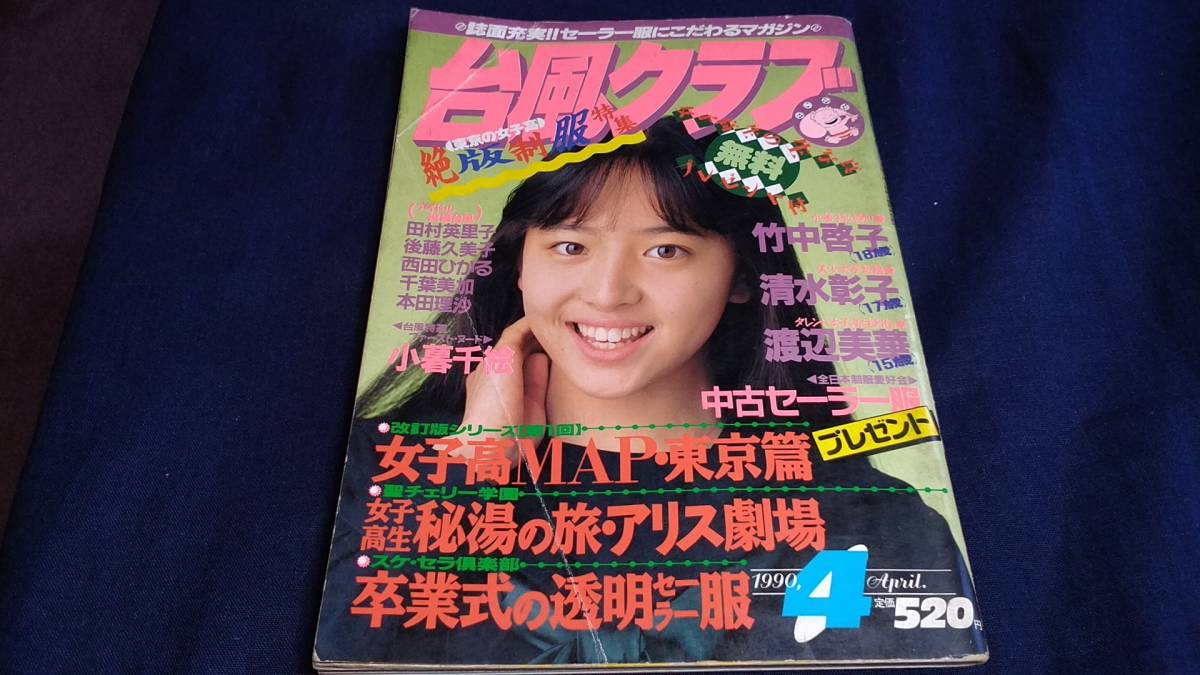 誌面充実!!セーラー服にこだわるマガジン
台風クラブ
(東京の女子高)
絶版制服特集
無料
プレゼント付
田村英里子
後藤久美子
西田ひかる
千葉美加
本田理沙
小暮千絵
竹中啓子
(18歳)
清水彰子
(17歳)
渡辺美華
(15歳)
◀全日本制服愛好会▶
中古セーラー服
プレゼント
改訂版シリーズ【第1回】
女子高MAP・東京篇
聖チェリー学園
女子高生 秘湯の旅・アリス劇場
スケ・セラ倶楽部
卒業式の透明セーラー服
1990, 4 April.
定価520円